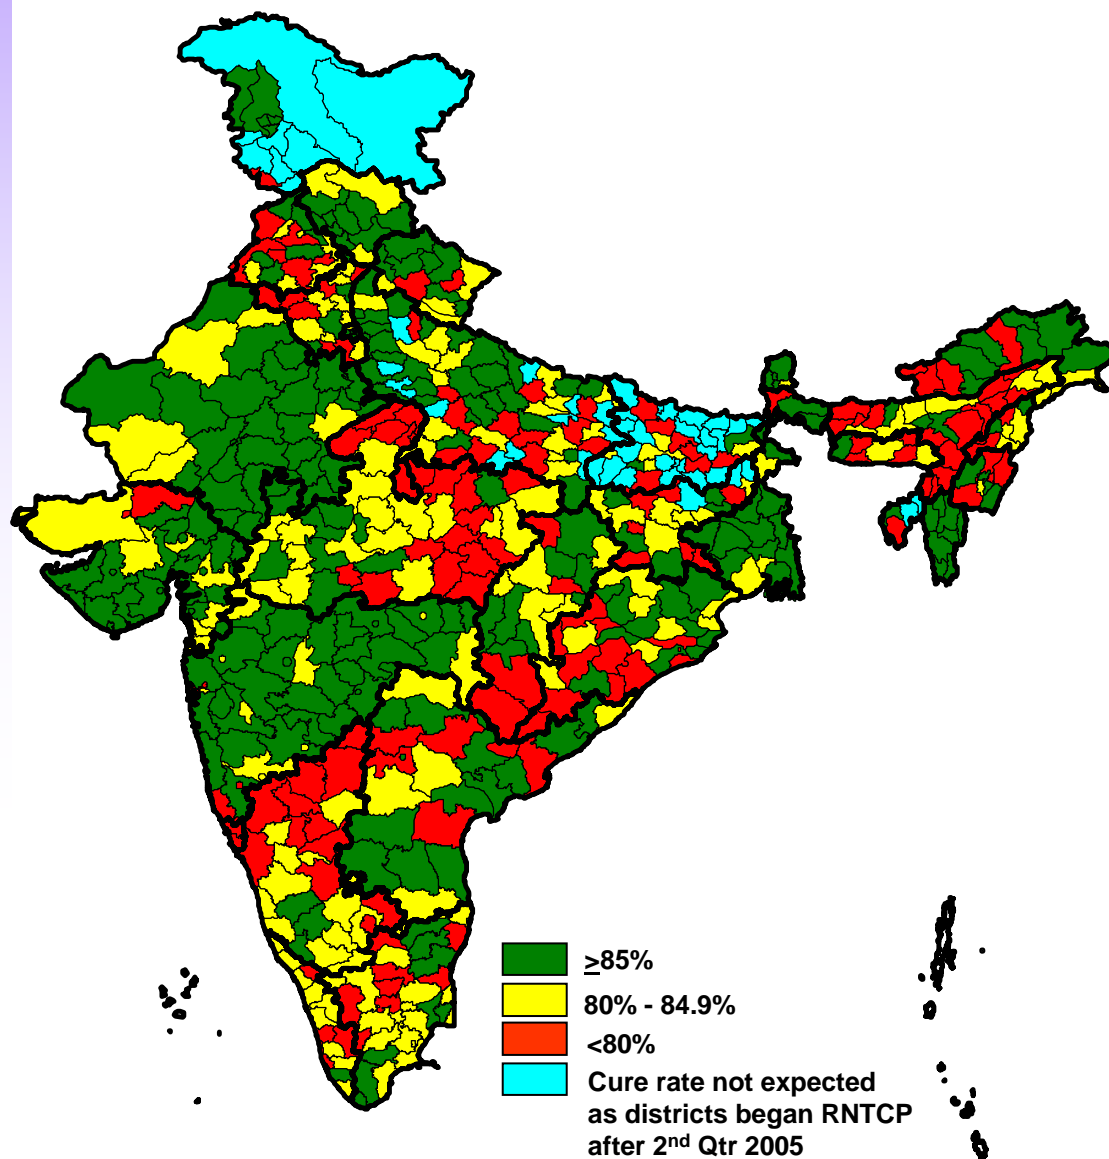 ≥85%
80% - 84.9%
<80%
Cure rate not expected
as districts began RNTCP
after 2nd Qtr 2005